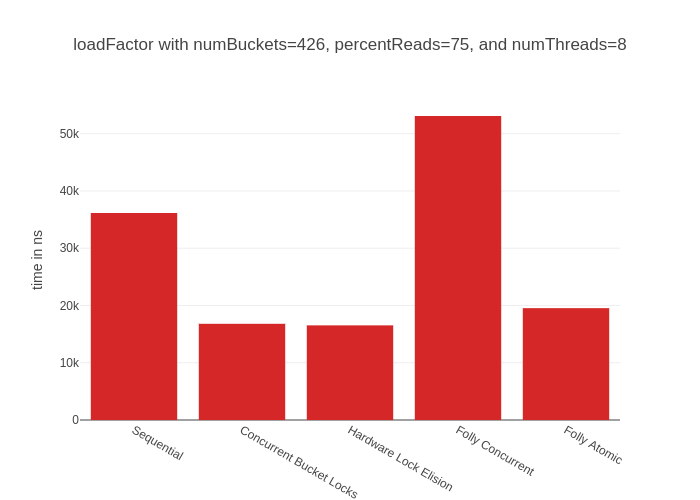 loadFactor with numBuckets=426, percentReads=75, and numThreads=8
time in ns
50k
40k
30k
20k
10k
0
Sequential
Concurrent Bucket Locks
Hardware Lock Elision
Folly Concurrent
Folly Atomic